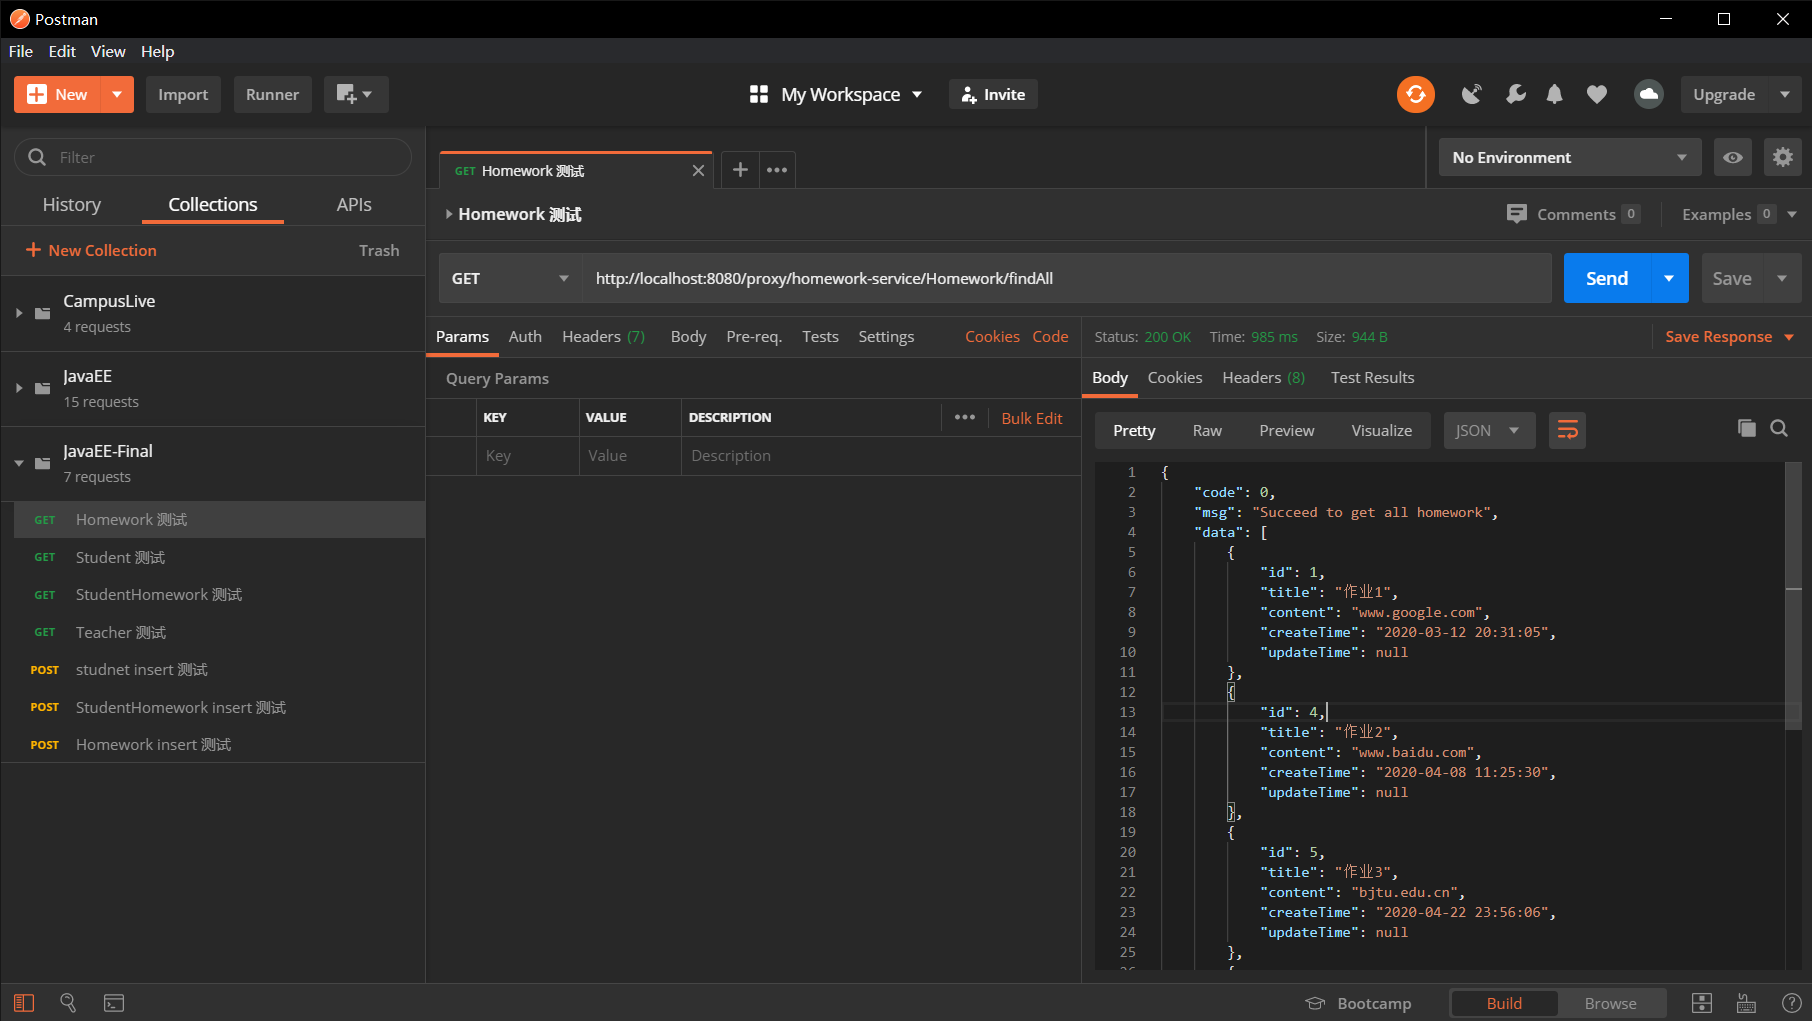 Postman
File Edit View Help
New Import Runner My Workspace Invite Upgrade
Filter
History Collections APIs
New Collection Trash
CampusLive
4 requests
JavaEE
15 requests
JavaEE-Final
7 requests
GET Homework 测试
GET Student 测试
GET StudentHomework 测试
GET Teacher 测试
POST studnet insert 测试
POST StudentHomework insert 测试
POST Homework insert 测试
GET Homework 测试
No Environment
Homework 测试
Comments 0 Examples 0
GET http://localhost:8080/proxy/homework-service/Homework/findAll Send Save
Params Auth Headers (7) Body Pre-req. Tests Settings Cookies Code
Query Params
KEY VALUE DESCRIPTION Bulk Edit
Key Value Description
Status: 200 OK Time: 985 ms Size: 944 B Save Response
Body Cookies Headers (8) Test Results
Pretty Raw Preview Visualize JSON
1 {
2 "code": 0,
3 "msg": "Succeed to get all homework",
4 "data": [
5 {
6 "id": 1,
7 "title": "作业1",
8 "content": "www.google.com",
9 "createTime": "2020-03-12 20:31:05",
10 "updateTime": null
11 },
12 {
13 "id": 4,
14 "title": "作业2",
15 "content": "www.baidu.com",
16 "createTime": "2020-04-08 11:25:30",
17 "updateTime": null
18 },
19 {
20 "id": 5,
21 "title": "作业3",
22 "content": "bjtu.edu.cn",
23 "createTime": "2020-04-22 23:56:06",
24 "updateTime": null
25 },
26 {
Bootcamp Build Browse